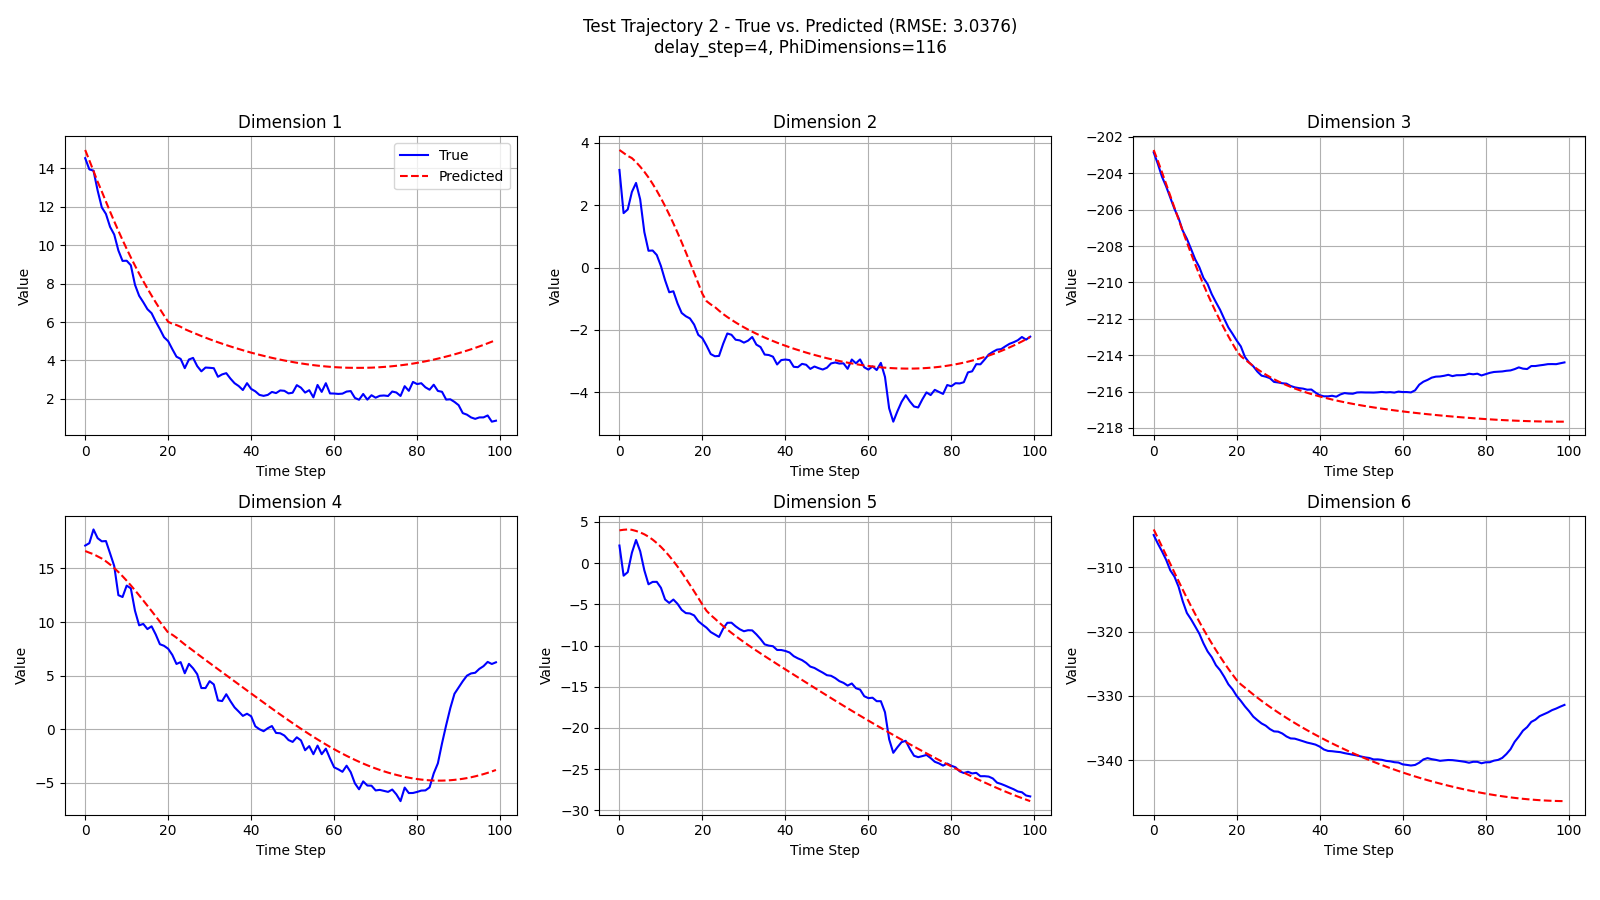 Test Trajectory 2 - True vs. Predicted (RMSE: 3.0376)
delay_step=4, PhiDimensions=116
Dimension 1
Value
14
12
10
8
6
4
2
0 20 40 60 80 100
Time Step
True
Predicted
Dimension 2
Value
4
2
0
−2
−4
0 20 40 60 80 100
Time Step
Dimension 3
Value
−202
−204
−206
−208
−210
−212
−214
−216
−218
0 20 40 60 80 100
Time Step
Dimension 4
Value
15
10
5
0
−5
0 20 40 60 80 100
Time Step
Dimension 5
Value
5
0
−5
−10
−15
−20
−25
−30
0 20 40 60 80 100
Time Step
Dimension 6
Value
−310
−320
−330
−340
0 20 40 60 80 100
Time Step